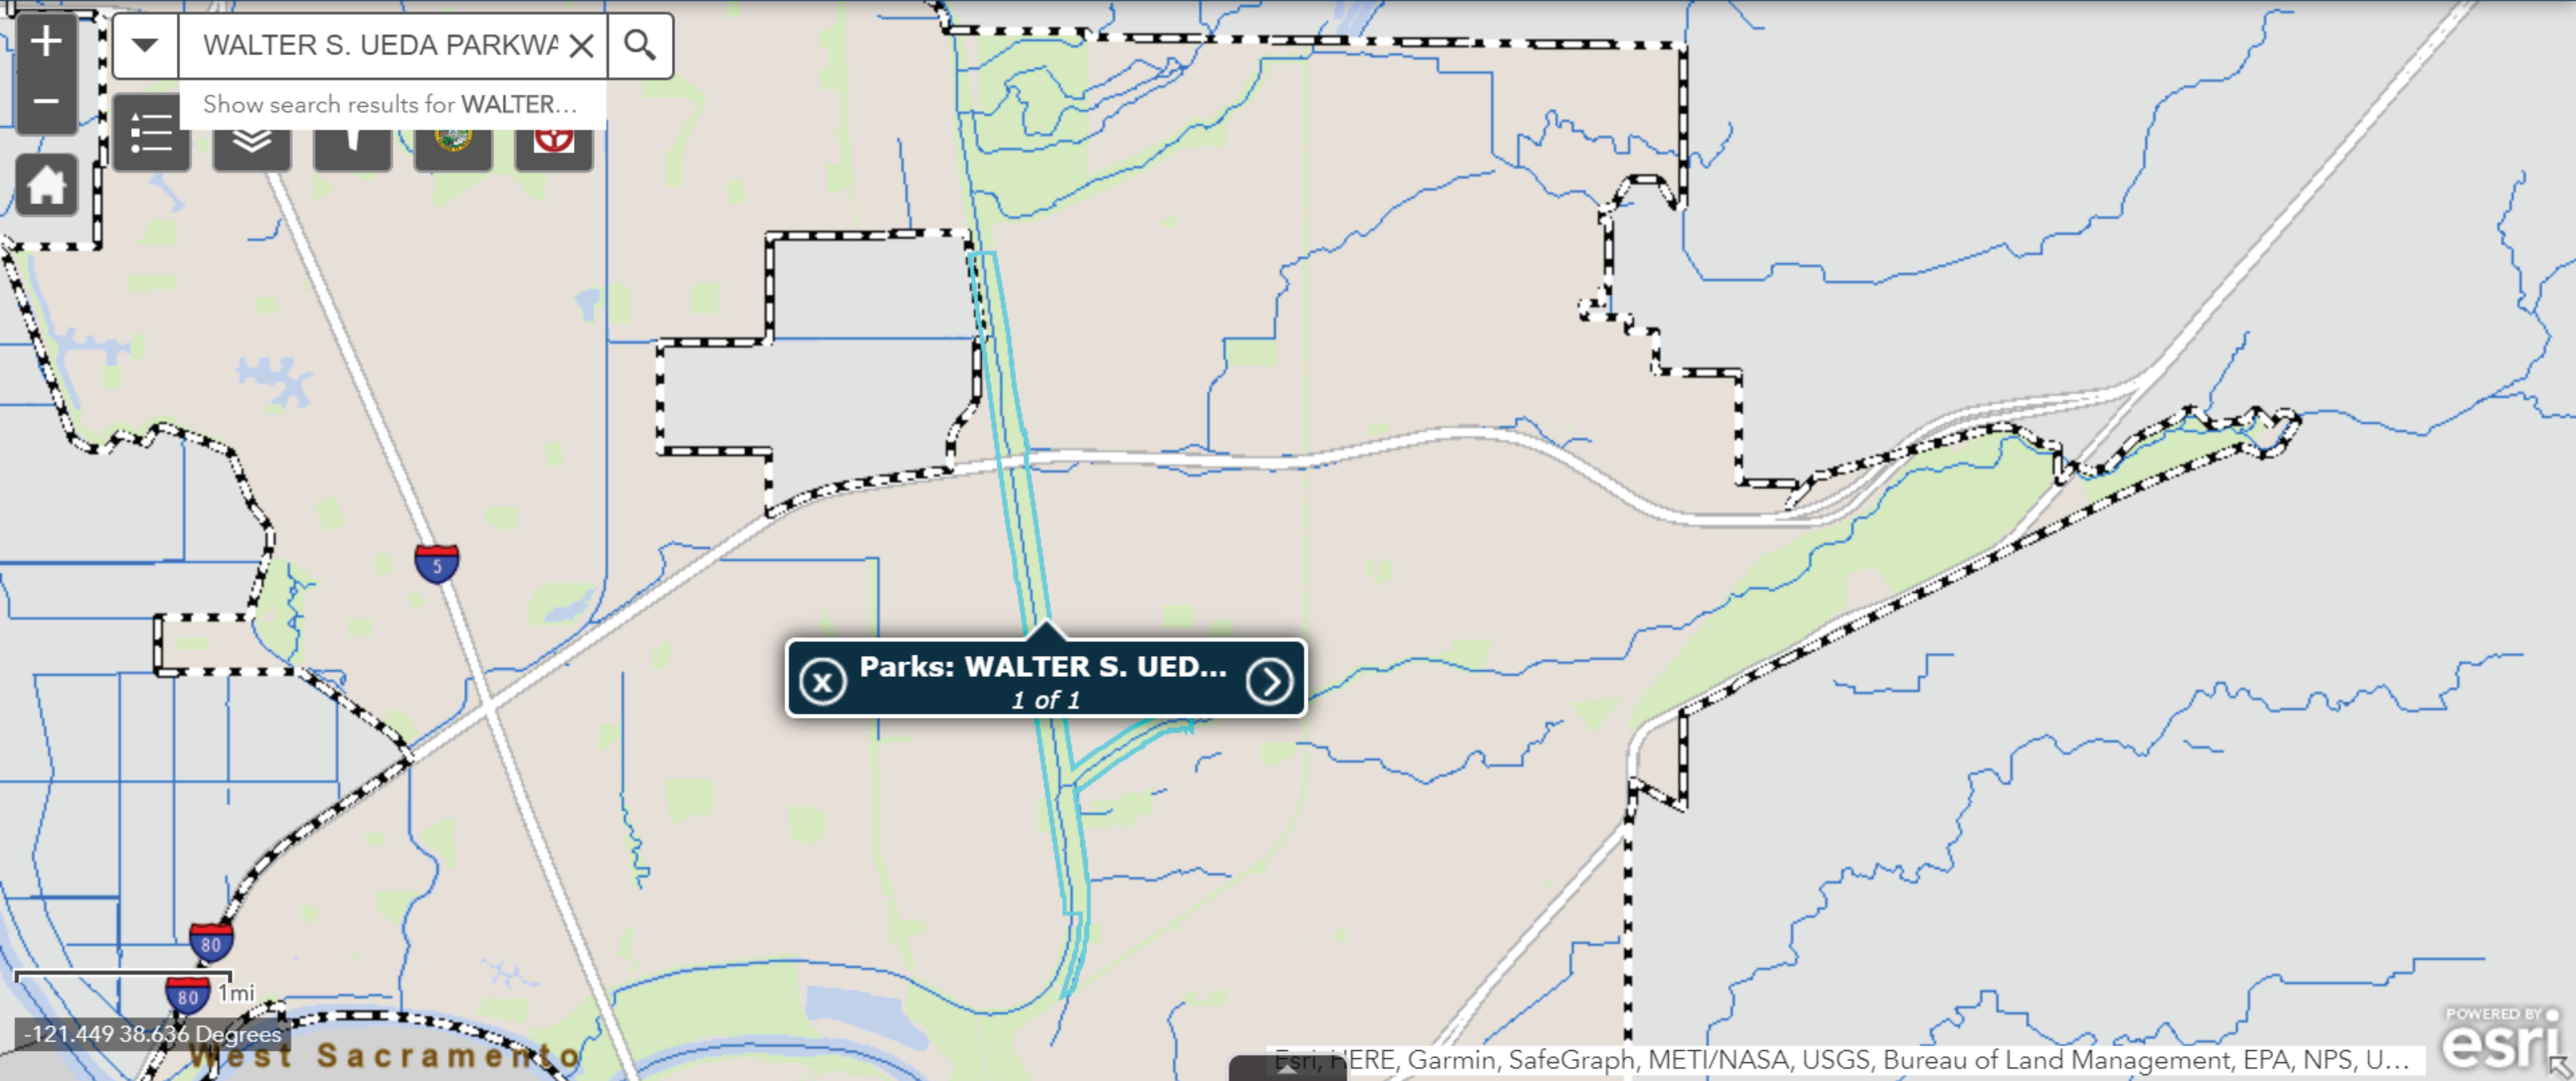 +
WALTER S. UEDA PARKWA
Show search results for WALTER...
−
5
Parks: WALTER S. UED...
x
1 of 1
80
80
1mi
-121.449 38.636 Degrees
West Sacramento
Esri, HERE, Garmin, SafeGraph, METI/NASA, USGS, Bureau of Land Management, EPA, NPS, U...
POWERED BY
esri